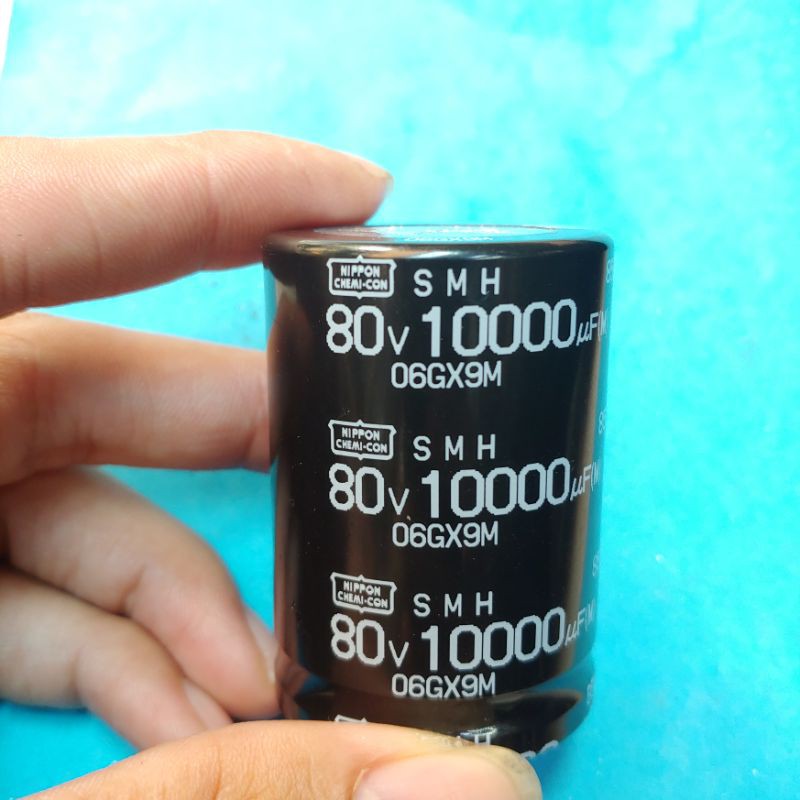 NIPPON
CHEMI-CON
SMH
80V 10000µF(M
06GX9M
NIPPON
CHEMI-CON
SMH
80V 10000µF(M
06GX9M
NIPPON
CHEMI-CON
SMH
80V 10000µF(M)
06GX9M
H